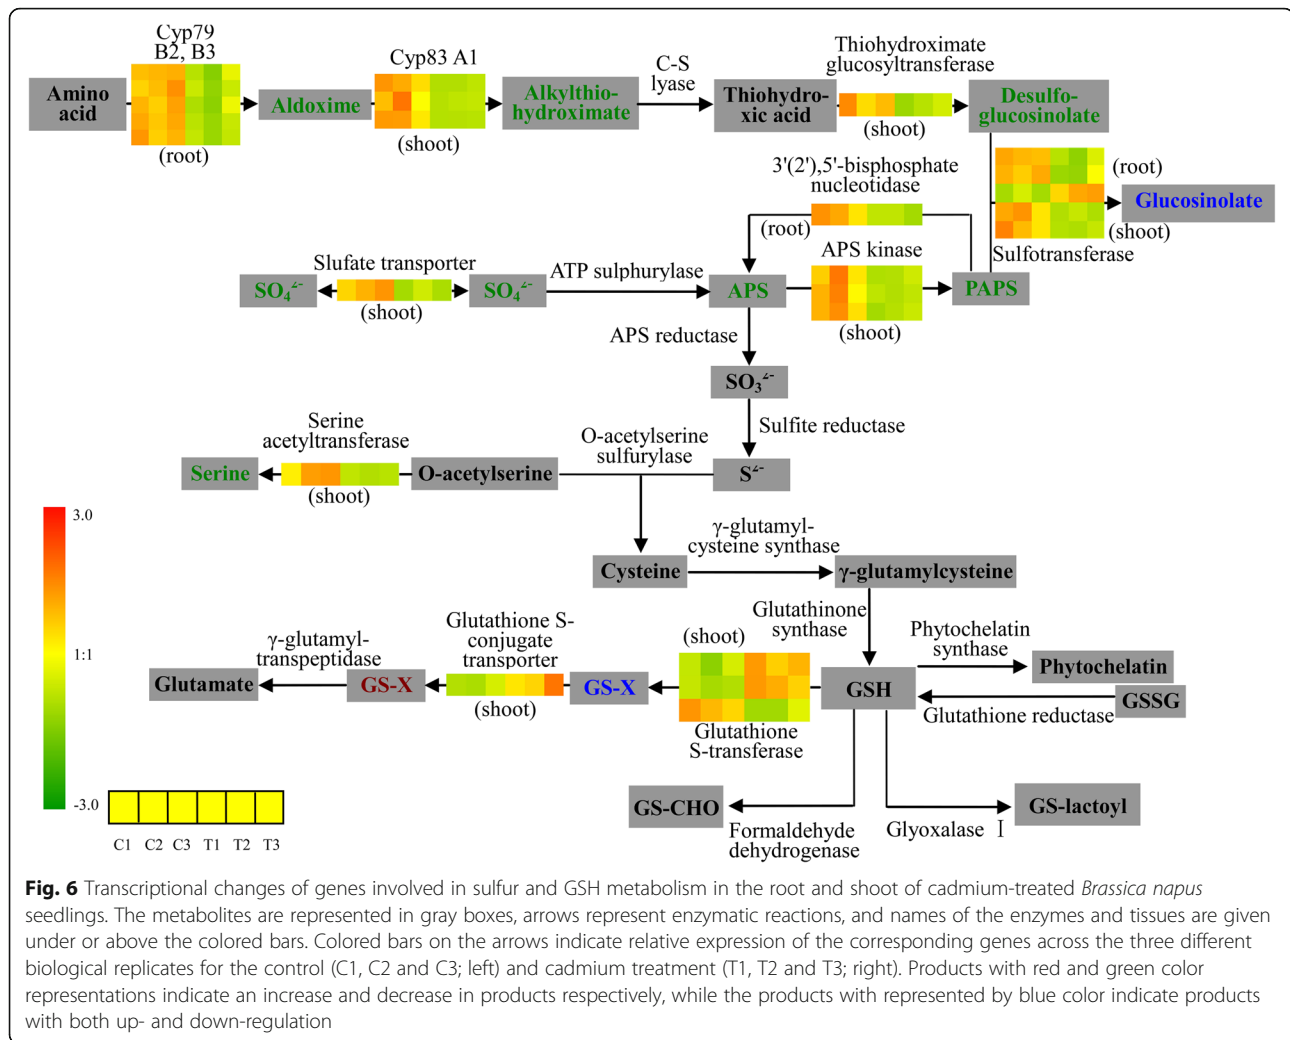 Cyp79
B2, B3
Cyp83 A1
C-S
lyase
Thiohydroximate
glucosyltransferase
Amino
acid
Aldoxime
Alkylthio-
hydroximate
Thiohydro-
xic acid
Desulfo-
glucosinolate
(root)
(shoot)
(shoot)
3'(2'),5'-bisphosphate
nucleotidase
(root)
Glucosinolate
(root)
(shoot)
Sulfotransferase
Slufate transporter
ATP sulphurylase
APS kinase
SO₄²⁻
SO₄²⁻
APS
PAPS
(shoot)
(shoot)
APS reductase
SO₃²⁻
Serine
acetyltransferase
O-acetylserine
sulfurylase
Sulfite reductase
Serine
O-acetylserine
S²⁻
(shoot)
3.0
1:1
-3.0
γ-glutamyl-
cysteine synthase
Cysteine
γ-glutamylcysteine
Glutathinone
synthase
γ-glutamyl-
transpeptidase
Glutathione S-
conjugate
transporter
(shoot)
Phytochelatin
synthase
Glutamate
GS-X
GS-X
GSH
Phytochelatin
GSSG
(shoot)
Glutathione
S-transferase
Glutathione reductase
GS-CHO
GS-lactoyl
Formaldehyde
dehydrogenase
Glyoxalase I
C1 C2 C3 T1 T2 T3
Fig. 6 Transcriptional changes of genes involved in sulfur and GSH metabolism in the root and shoot of cadmium-treated Brassica napus
seedlings. The metabolites are represented in gray boxes, arrows represent enzymatic reactions, and names of the enzymes and tissues are given
under or above the colored bars. Colored bars on the arrows indicate relative expression of the corresponding genes across the three different
biological replicates for the control (C1, C2 and C3; left) and cadmium treatment (T1, T2 and T3; right). Products with red and green color
representations indicate an increase and decrease in products respectively, while the products with represented by blue color indicate products
with both up- and down-regulation